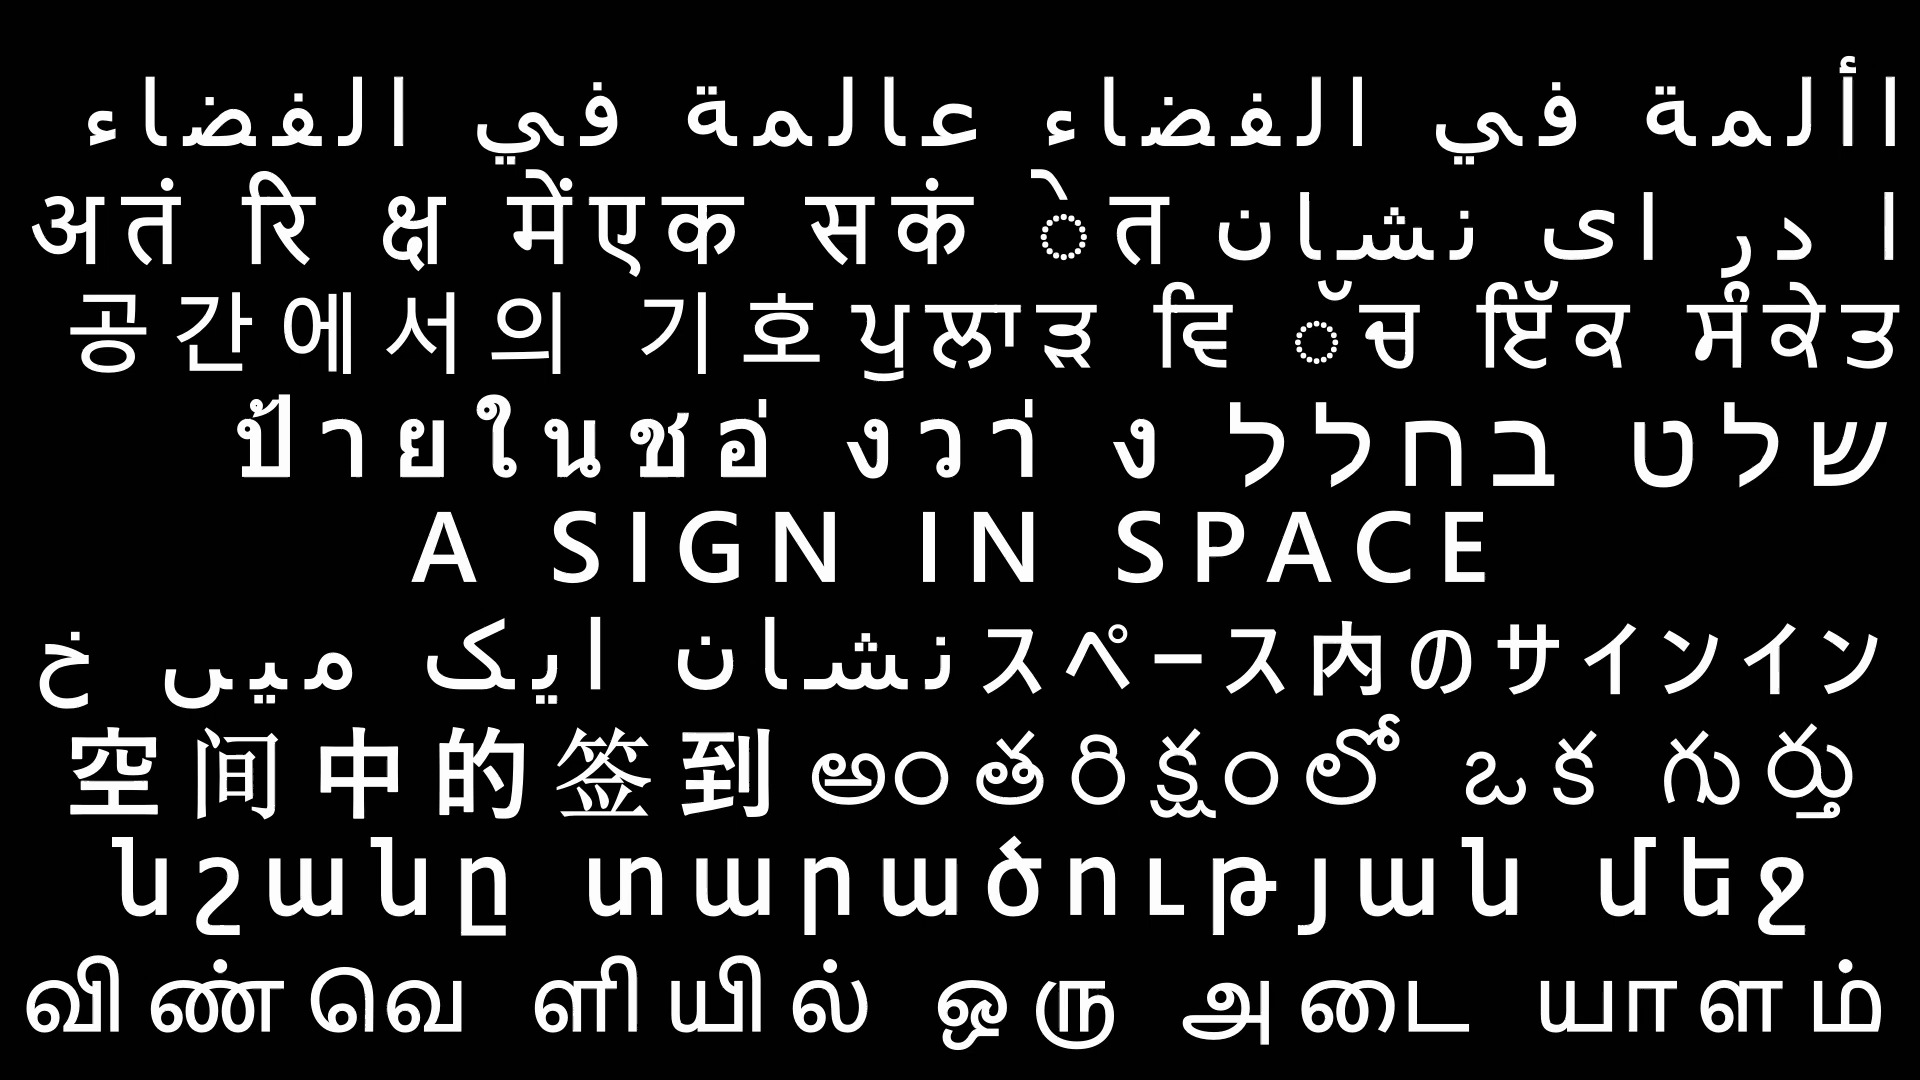 األمة في الفضاء عالمة في الفضاء
अतं रि क्ष मेंएक सकं ेत ا در ای نشان
공간에서의 기호 ਪੁਲਾੜ ਵਿ ੱਚ ਇੱਕ ਸੰਕੇਤ
ป้ายในชอ่ งวา่ ง שלט בחלל
A SIGN IN SPACE
نشان ایک میں خ スペース内のサインイン
空间中的签到 అంతరిక్షంలో ఒక గుర్తు
նշանը տարածության մեջ
விண்வெ ளியில் ஒரு அடை யாளம்